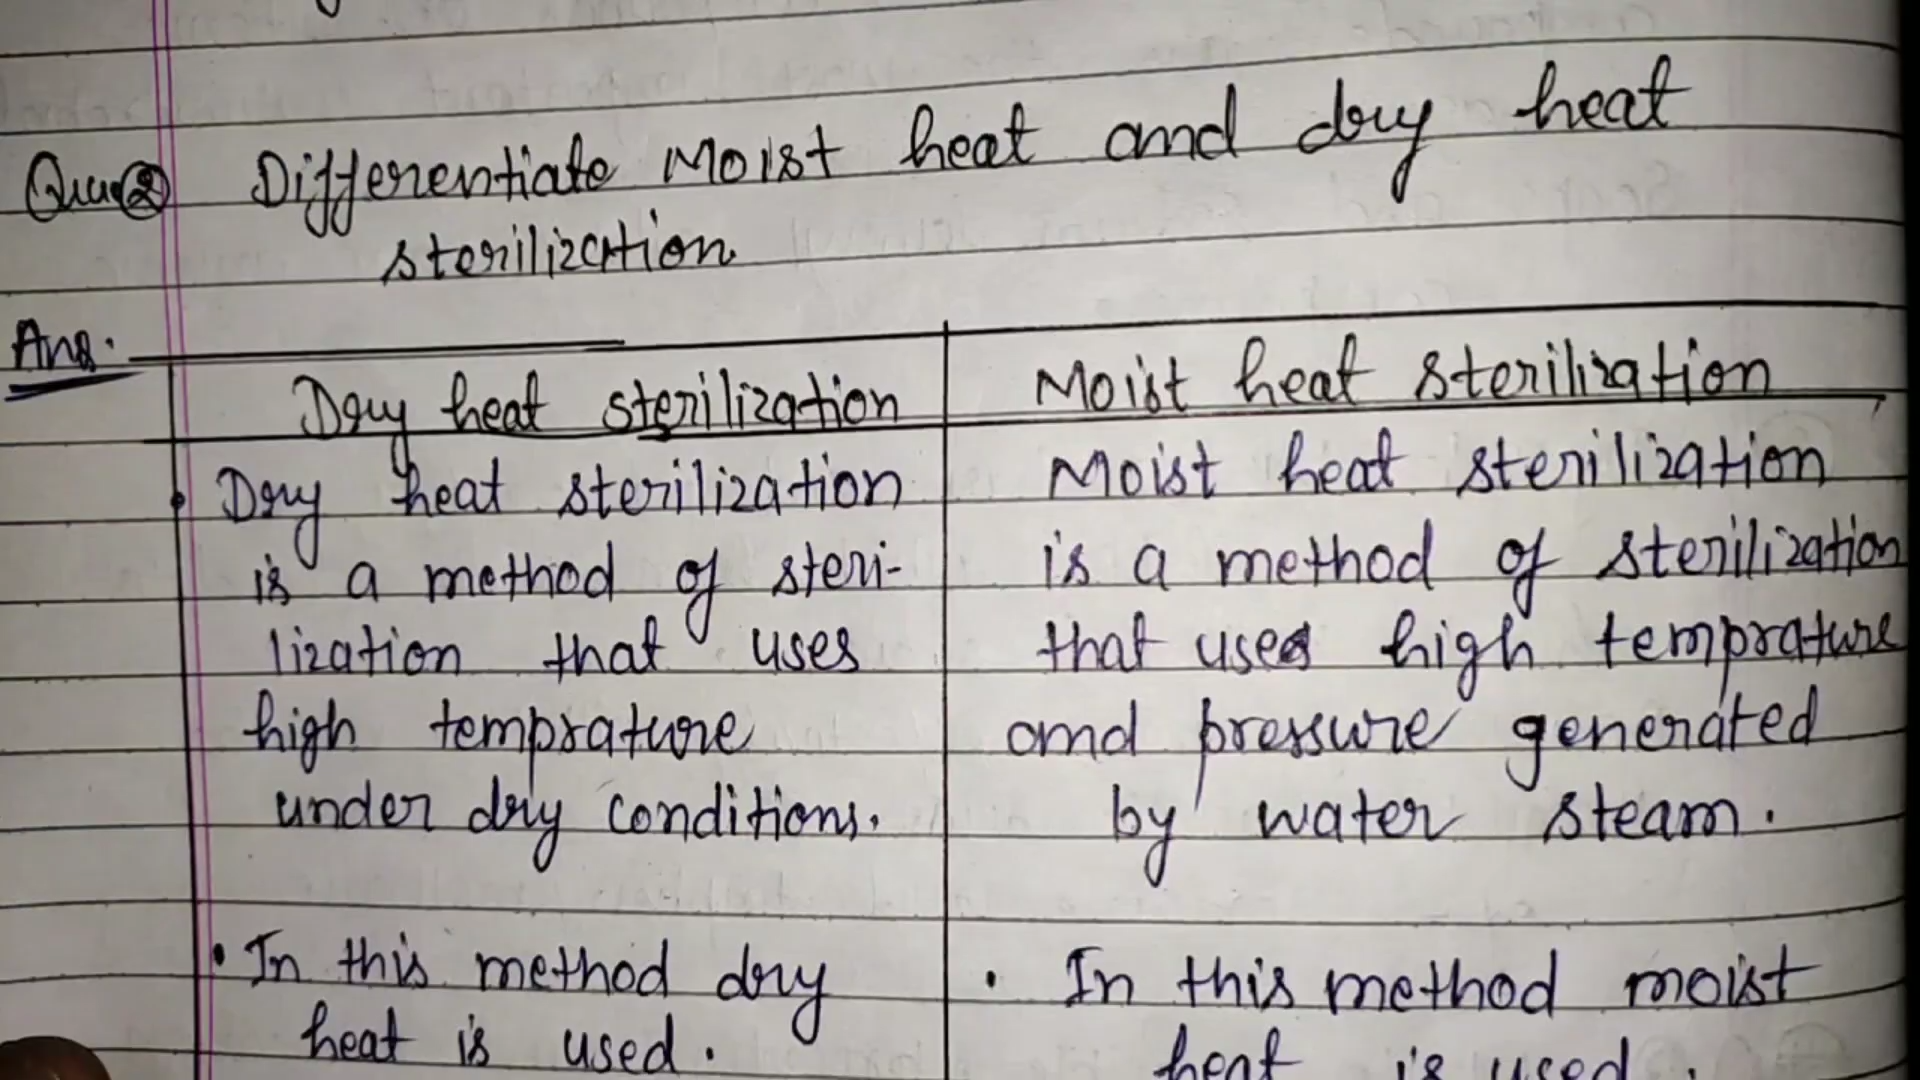 Que② Differentiate Moist heat and dry heat
sterilization.
Ans.
Dry heat sterilization
Moist heat sterilization
• Dry heat sterilization
is a method of steri-
lization that uses
high temprature
under dry conditions.
Moist heat sterilization
is a method of sterilization
that uses high temprature
and pressure generated
by water steam.
• In this method dry
heat is used.
• In this method moist
heat is used.